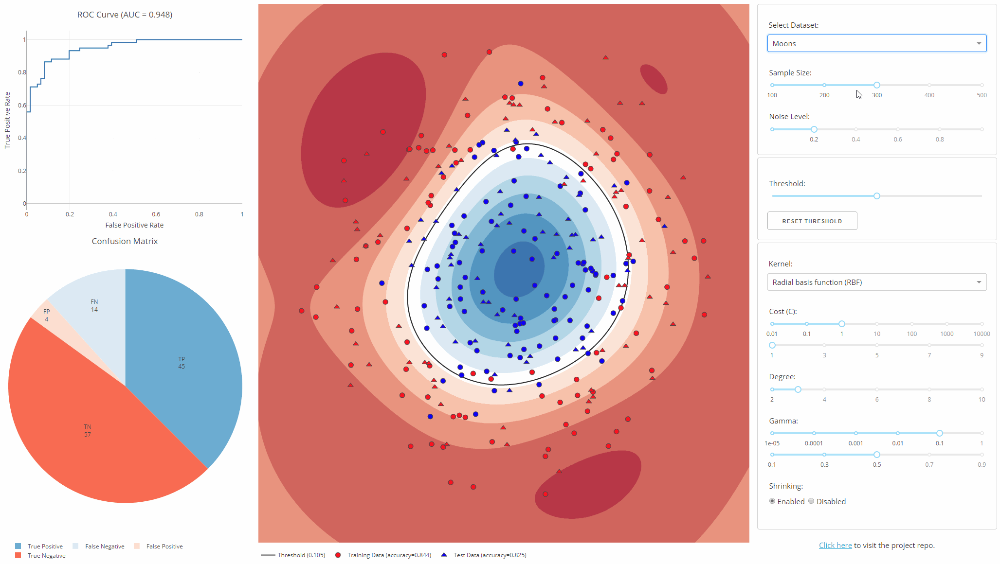 ROC Curve (AUC = 0.948)
True Positive Rate
1
0.8
0.6
0.4
0.2
0
0 0.2 0.4 0.6 0.8 1
False Positive Rate
Confusion Matrix
FN
14
FP
4
TP
45
TN
57
True Positive False Negative False Positive
True Negative
Threshold (0.105) Training Data (accuracy=0.844) Test Data (accuracy=0.825)
Select Dataset:
Moons
Sample Size:
100 200 300 400 500
Noise Level:
0.2 0.4 0.6 0.8
Threshold:
RESET THRESHOLD
Kernel:
Radial basis function (RBF)
Cost (C):
0.01 0.1 1 10 100 1000 10000
1 3 5 7 9
Degree:
2 4 6 8 10
Gamma:
1e-05 0.0001 0.001 0.01 0.1 1
0.1 0.3 0.5 0.7 0.9
Shrinking:
Enabled Disabled
Click here to visit the project repo.